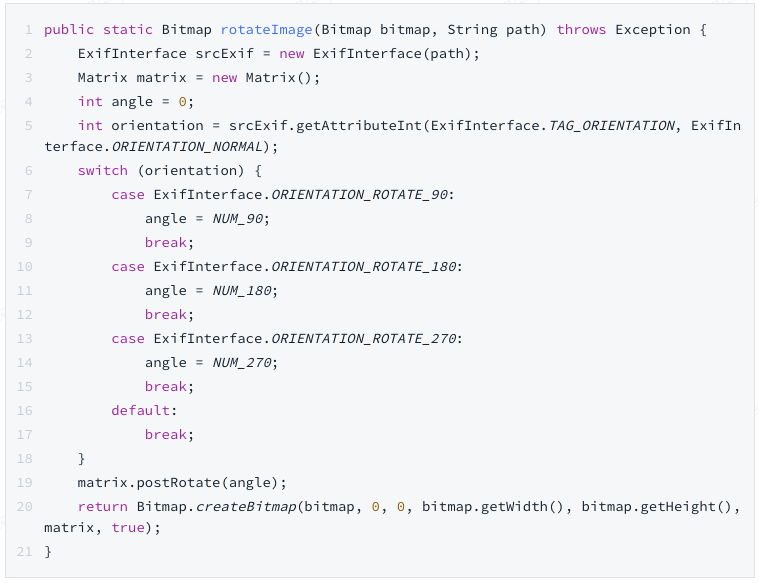 1 public static Bitmap rotateImage(Bitmap bitmap, String path) throws Exception {
2     ExifInterface srcExif = new ExifInterface(path);
3     Matrix matrix = new Matrix();
4     int angle = 0;
5     int orientation = srcExif.getAttributeInt(ExifInterface.TAG_ORIENTATION, ExifIn
terface.ORIENTATION_NORMAL);
6     switch (orientation) {
7         case ExifInterface.ORIENTATION_ROTATE_90:
8             angle = NUM_90;
9             break;
10         case ExifInterface.ORIENTATION_ROTATE_180:
11             angle = NUM_180;
12             break;
13         case ExifInterface.ORIENTATION_ROTATE_270:
14             angle = NUM_270;
15             break;
16         default:
17             break;
18     }
19     matrix.postRotate(angle);
20     return Bitmap.createBitmap(bitmap, 0, 0, bitmap.getWidth(), bitmap.getHeight(),
matrix, true);
21 }